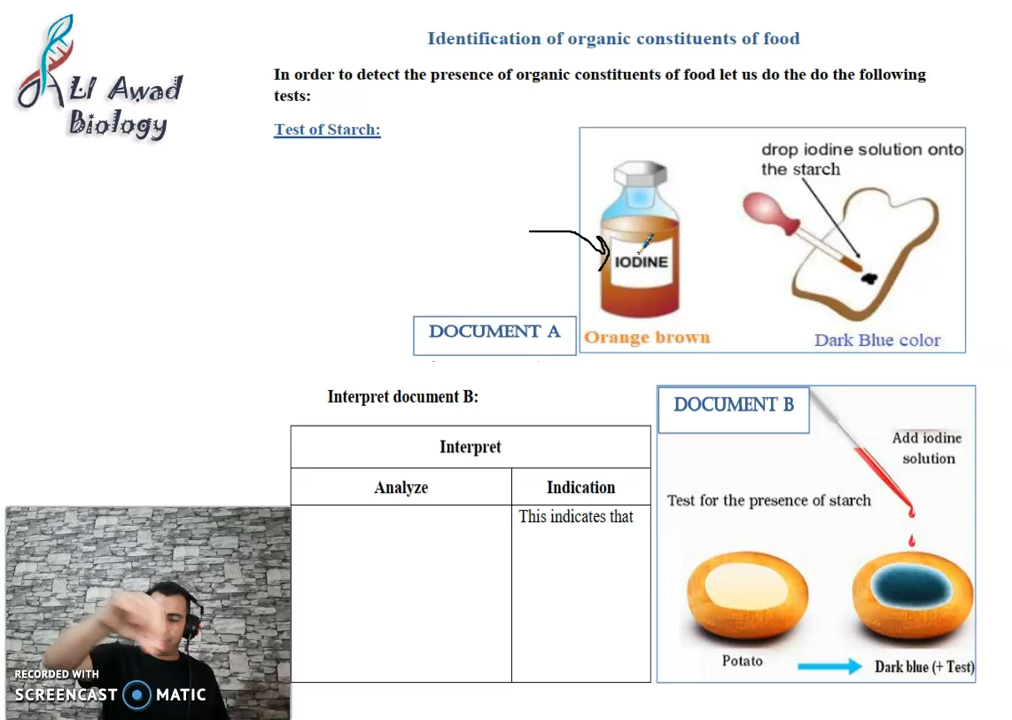 Identification of organic constituents of food
In order to detect the presence of organic constituents of food let us do the do the following
tests:
ALI Awad
Biology
Test of Starch:
drop iodine solution onto
the starch
IODINE
DOCUMENT A
Orange brown
Dark Blue color
Interpret document B:
DOCUMENT B
Add iodine
solution
Interpret
Analyze
Indication
This indicates that
Test for the presence of starch
Potato
Dark blue (+ Test)
RECORDED WITH
SCREENCAST MATIC